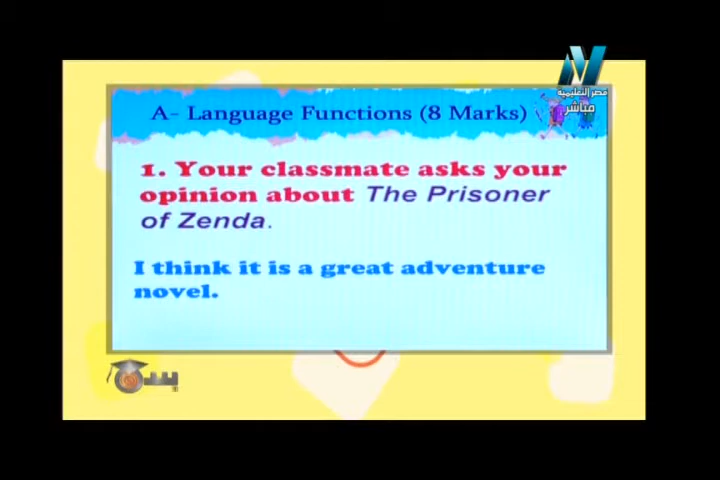 مصر التعليمية
مباشر
A- Language Functions (8 Marks)
1. Your classmate asks your
opinion about The Prisoner
of Zenda.
I think it is a great adventure
novel.